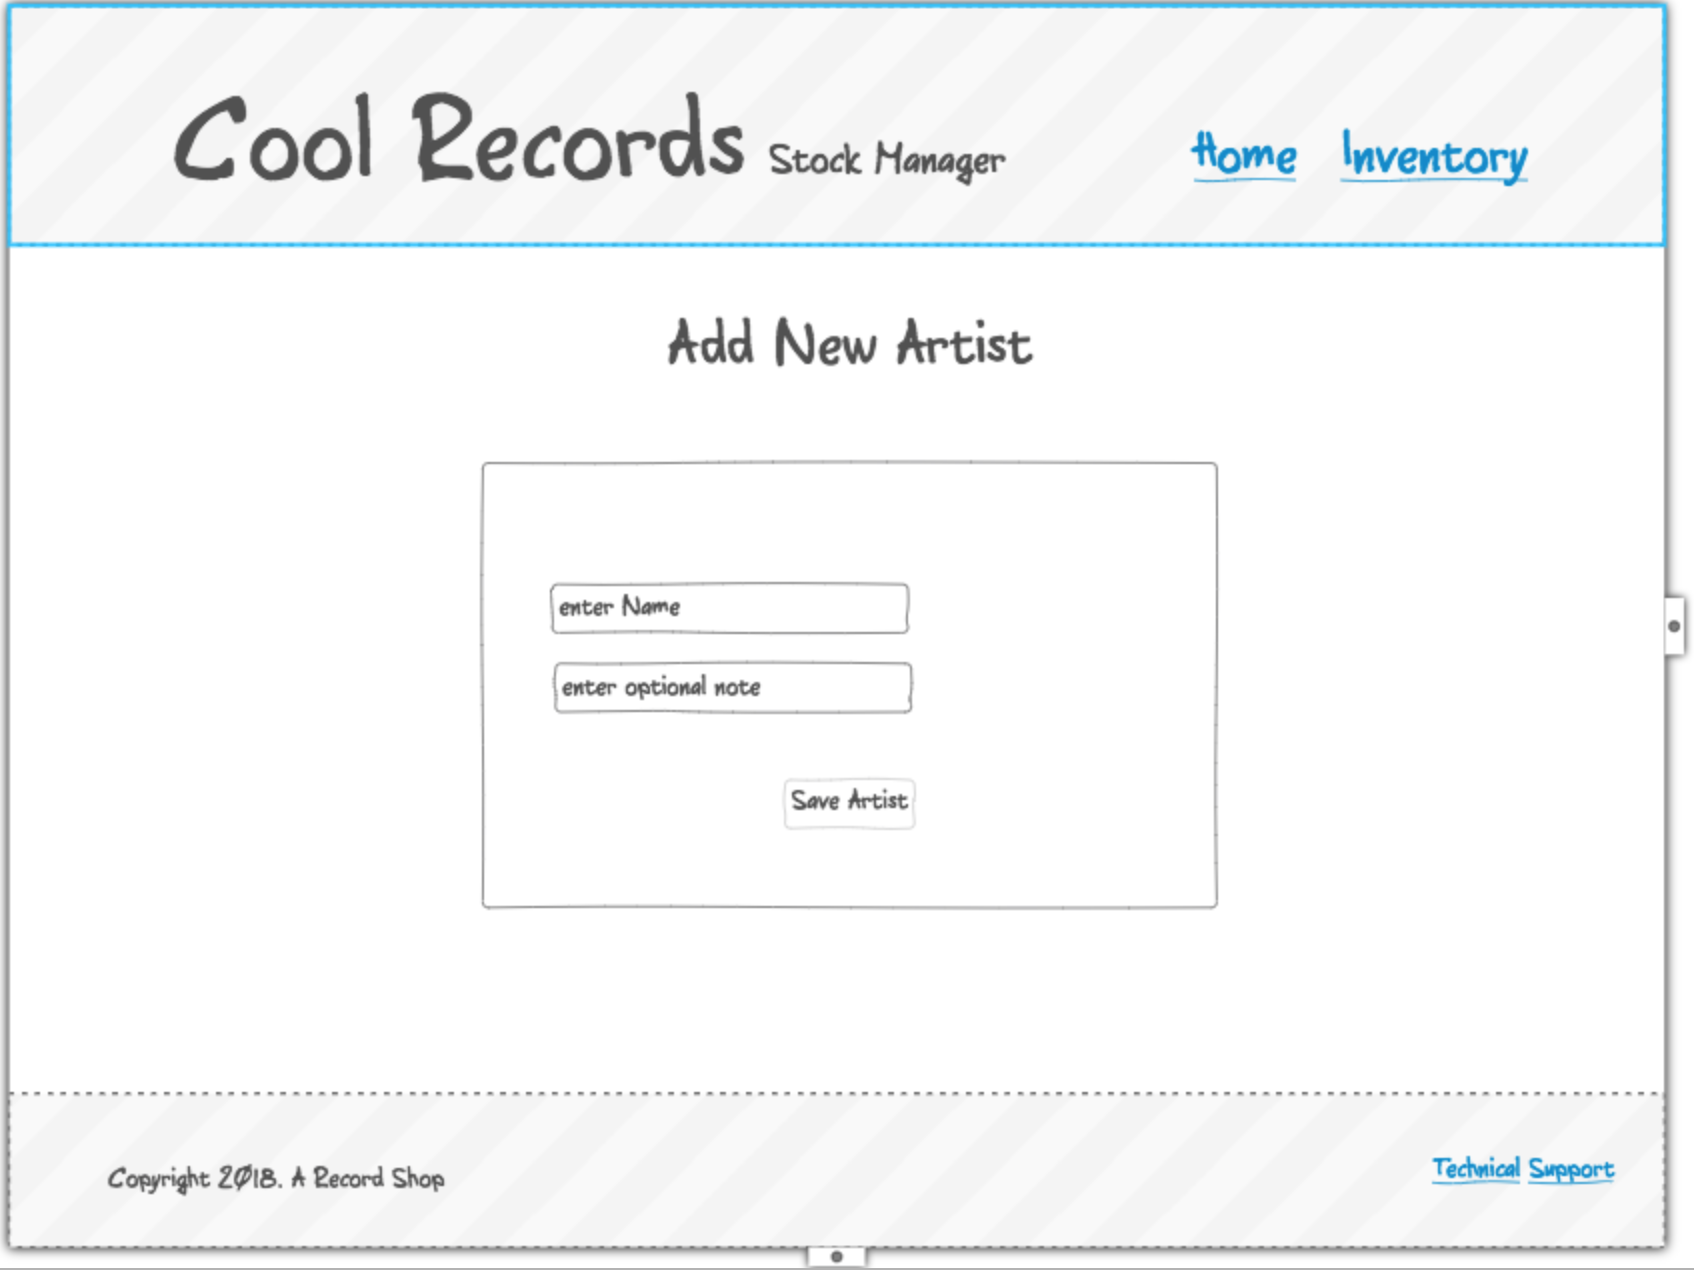 Cool Records Stock Manager Home Inventory
Add New Artist
enter Name
enter optional note
Save Artist
Copyright 2018. A Record Shop Technical Support